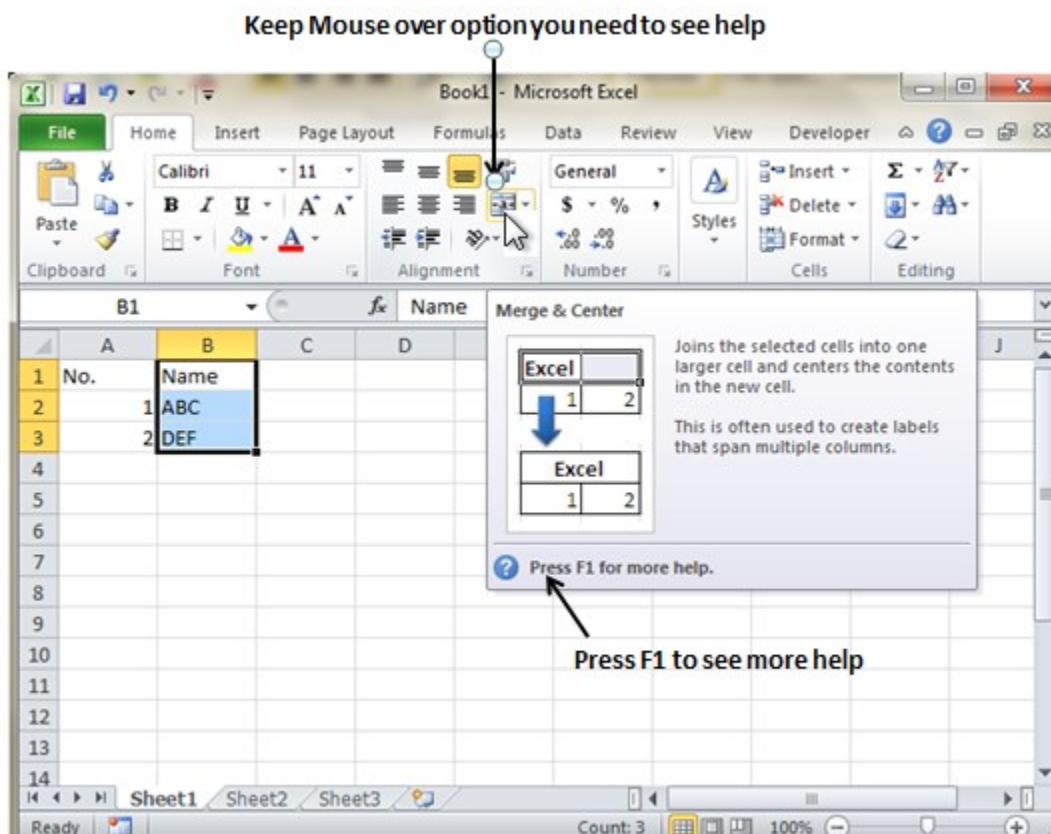 Keep Mouse over option you need to see help
Book1 - Microsoft Excel
File Home Insert Page Layout Formulas Data Review View Developer
Calibri 11 General
Paste B I U A A A $ % , Styles Insert Delete Format Σ
Clipboard Font Alignment Number Cells Editing
B1 fx Name
A B C D J
1 No. Name
2 1 ABC
3 2 DEF
4
5
6
7
8
9
10
11
12
13
14
Merge & Center
Excel
1 2
Excel
1 2
Joins the selected cells into one
larger cell and centers the contents
in the new cell.
This is often used to create labels
that span multiple columns.
Press F1 for more help.
Press F1 to see more help
Sheet1 Sheet2 Sheet3
Ready Count: 3 100%